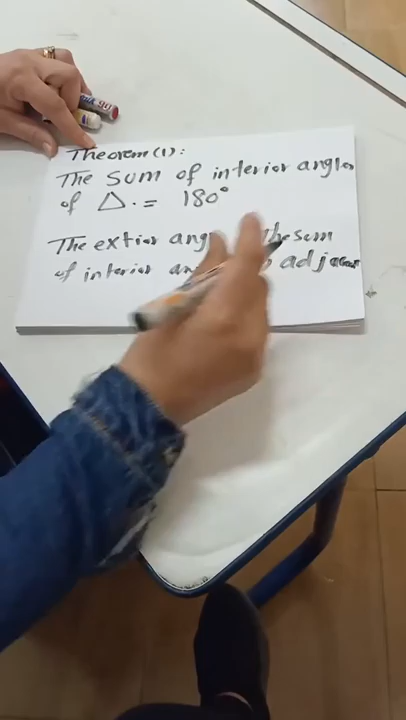 Theorem (1):
The sum of interior angles
of △ . = 180°
The extior ang the sum
of interior an adjacent